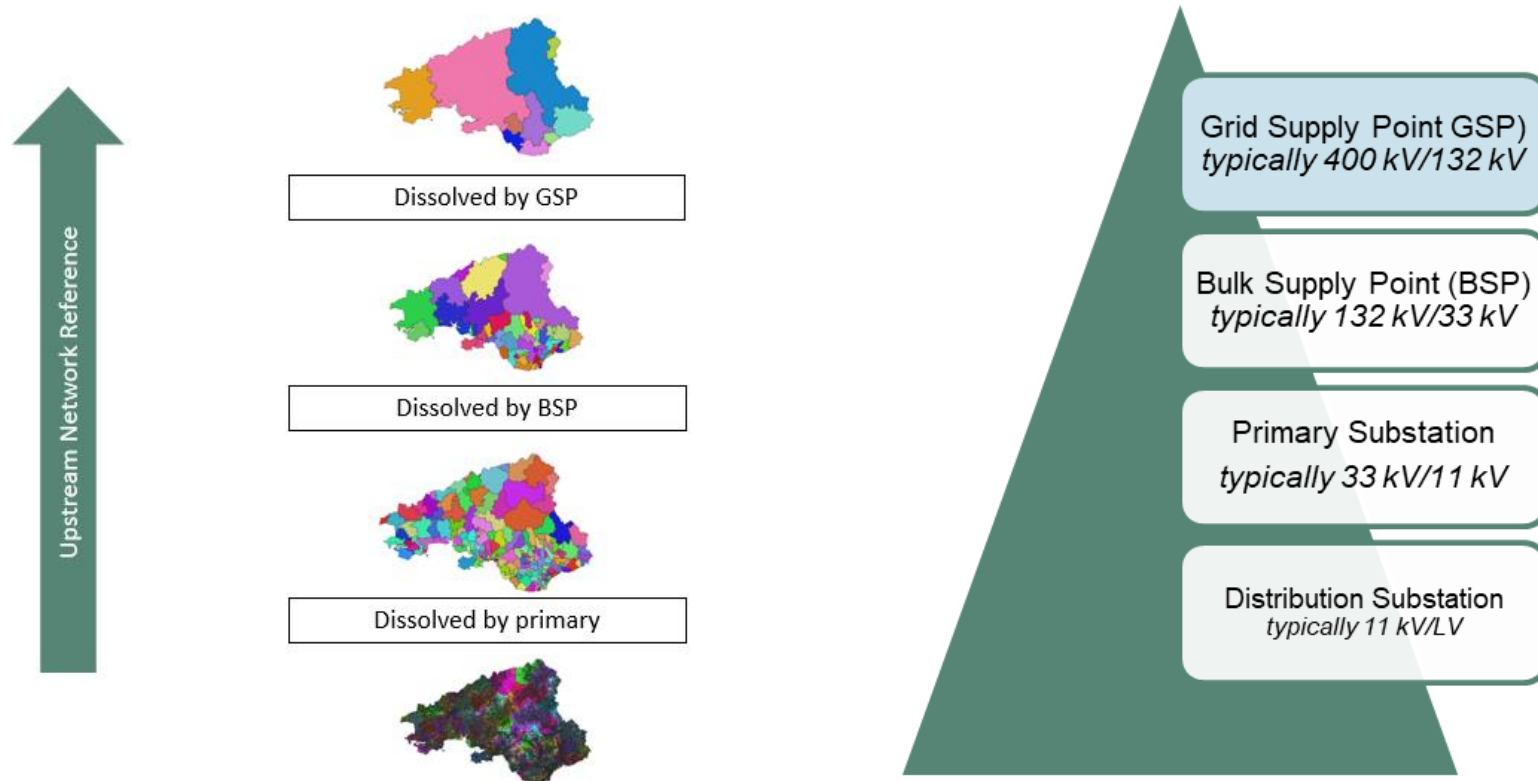 Upstream Network Reference
Dissolved by GSP
Dissolved by BSP
Dissolved by primary
Grid Supply Point GSP)
typically 400 kV/132 kV
Bulk Supply Point (BSP)
typically 132 kV/33 kV
Primary Substation
typically 33 kV/11 kV
Distribution Substation
typically 11 kV/LV